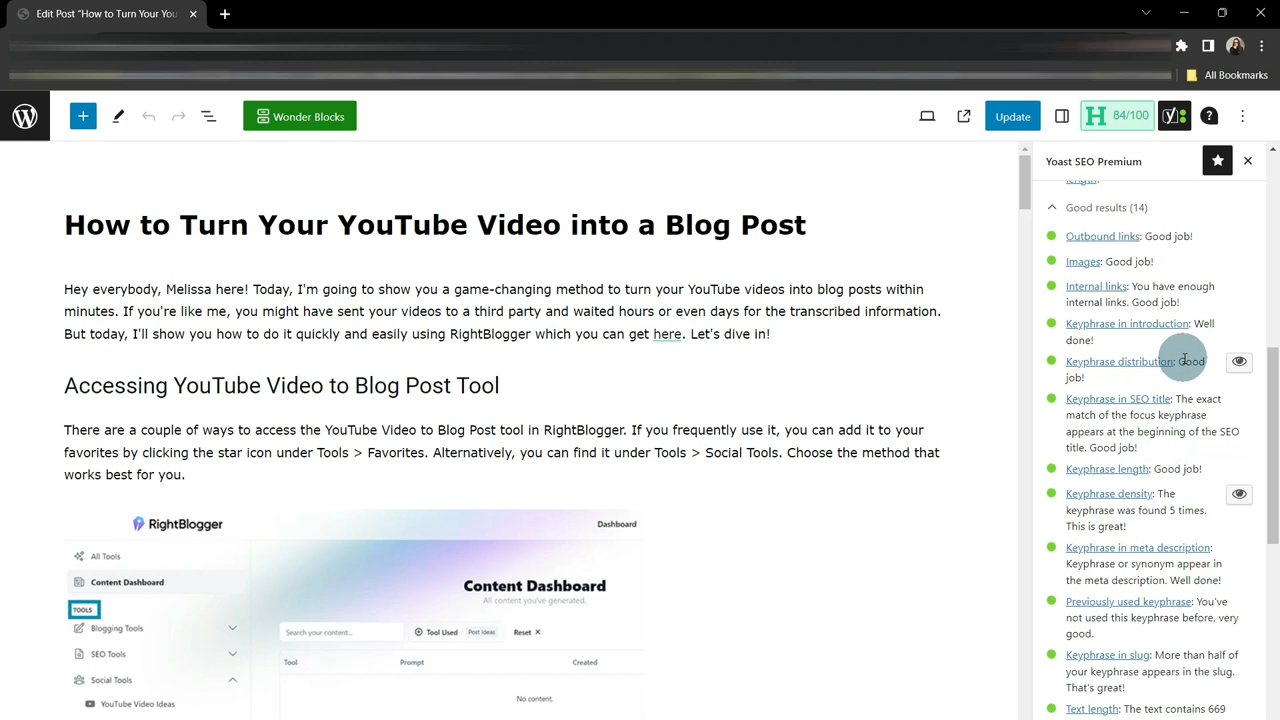 Edit Post "How to Turn Your You
All Bookmarks
Wonder Blocks
Update
H 84/100
Yoast SEO Premium
How to Turn Your YouTube Video into a Blog Post
Hey everybody, Melissa here! Today, I'm going to show you a game-changing method to turn your YouTube videos into blog posts within
minutes. If you're like me, you might have sent your videos to a third party and waited hours or even days for the transcribed information.
But today, I'll show you how to do it quickly and easily using RightBlogger which you can get here. Let's dive in!
Accessing YouTube Video to Blog Post Tool
There are a couple of ways to access the YouTube Video to Blog Post tool in RightBlogger. If you frequently use it, you can add it to your
favorites by clicking the star icon under Tools > Favorites. Alternatively, you can find it under Tools > Social Tools. Choose the method that
works best for you.
RightBlogger
Dashboard
All Tools
Content Dashboard
TOOLS
Blogging Tools
SEO Tools
Social Tools
YouTube Video Ideas
Content Dashboard
All content you've generated.
Search your content...
Tool Used
Post Ideas
Reset ×
Tool
Prompt
Created
No content.
length.
Good results (14)
Outbound links: Good job!
Images: Good job!
Internal links: You have enough
internal links. Good job!
Keyphrase in introduction: Well
done!
Keyphrase distribution: Good
job!
Keyphrase in SEO title: The exact
match of the focus keyphrase
appears at the beginning of the SEO
title. Good job!
Keyphrase length: Good job!
Keyphrase density: The
keyphrase was found 5 times.
This is great!
Keyphrase in meta description:
Keyphrase or synonym appear in
the meta description. Well done!
Previously used keyphrase: You've
not used this keyphrase before, very
good.
Keyphrase in slug: More than half of
your keyphrase appears in the slug.
That's great!
Text length: The text contains 669